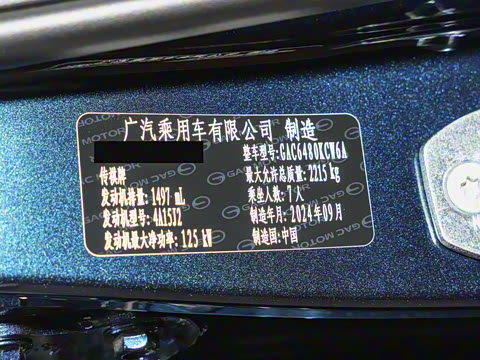 广汽乘用车有限公司 制造
整车型号:GAC6480KCW6A
传祺牌 最大允许总质量:2215 kg
发动机排量:1497 mL 乘坐人数:7人
发动机型号:4A15J2 制造年月:2024年09月
发动机最大净功率:125 kW 制造国:中国
GAC MOTOR